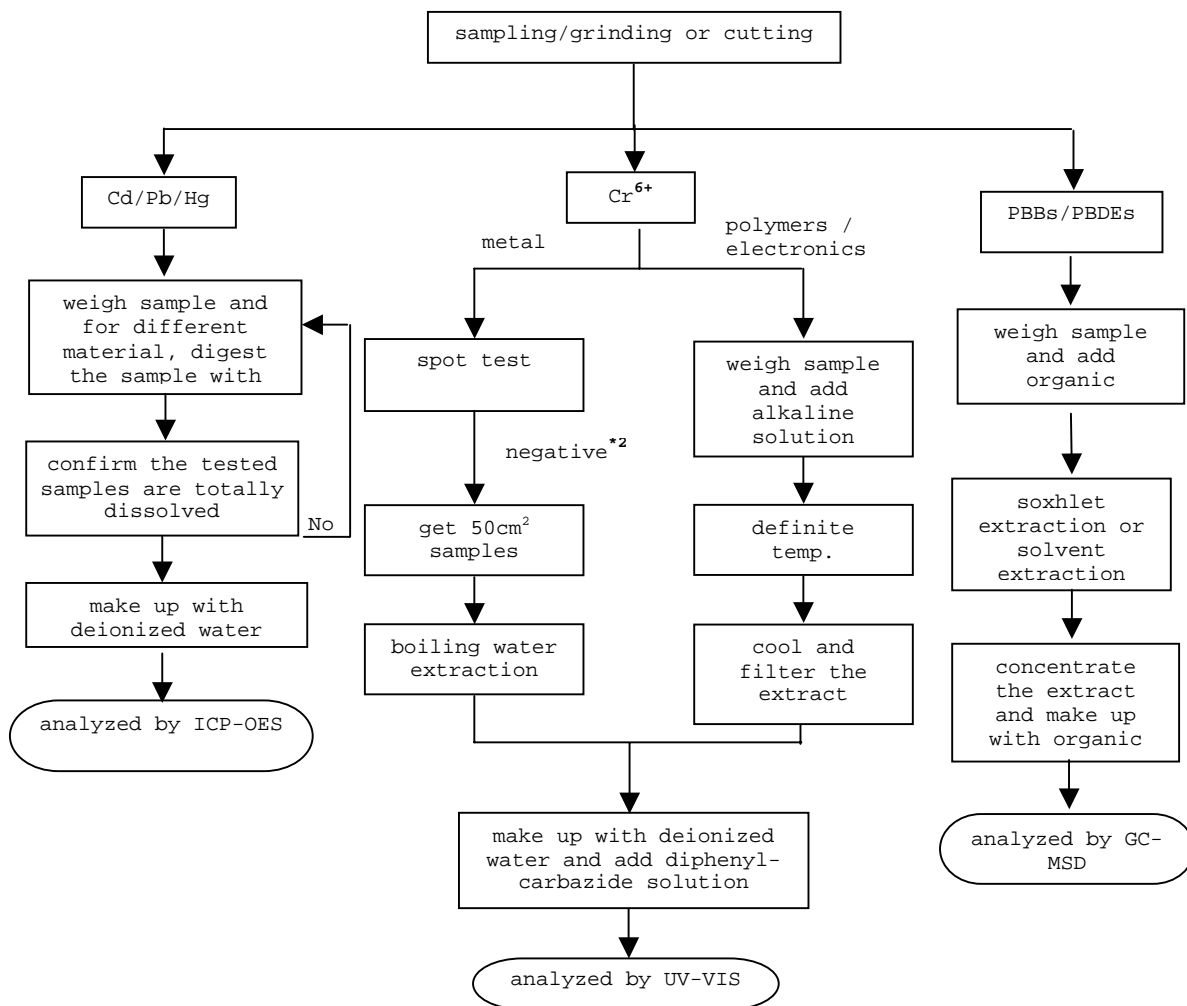 sampling/grinding or cutting
Cd/Pb/Hg
Cr6+
PBBs/PBDEs
metal
polymers /
electronics
weigh sample and
for different
material, digest
the sample with
spot test
weigh sample
and add
alkaline
solution
weigh sample
and add
organic
negative*2
confirm the tested
samples are totally
dissolved
No
get 50cm2
samples
definite
temp.
soxhlet
extraction or
solvent
extraction
make up with
deionized water
boiling water
extraction
cool and
filter the
extract
concentrate
the extract
and make up
with organic
analyzed by ICP-OES
make up with deionized
water and add diphenyl-
carbazide solution
analyzed by GC-
MSD
analyzed by UV-VIS